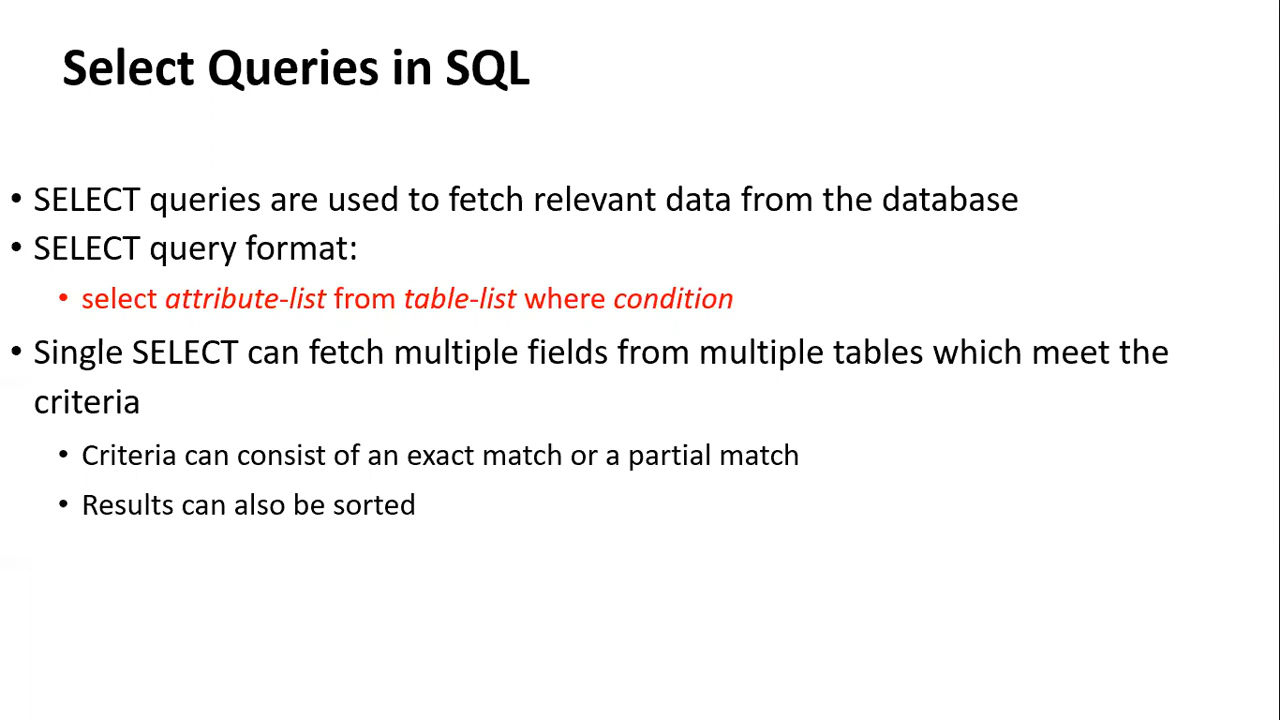 Select Queries in SQL
• SELECT queries are used to fetch relevant data from the database
• SELECT query format:
• select attribute-list from table-list where condition
• Single SELECT can fetch multiple fields from multiple tables which meet the
criteria
• Criteria can consist of an exact match or a partial match
• Results can also be sorted